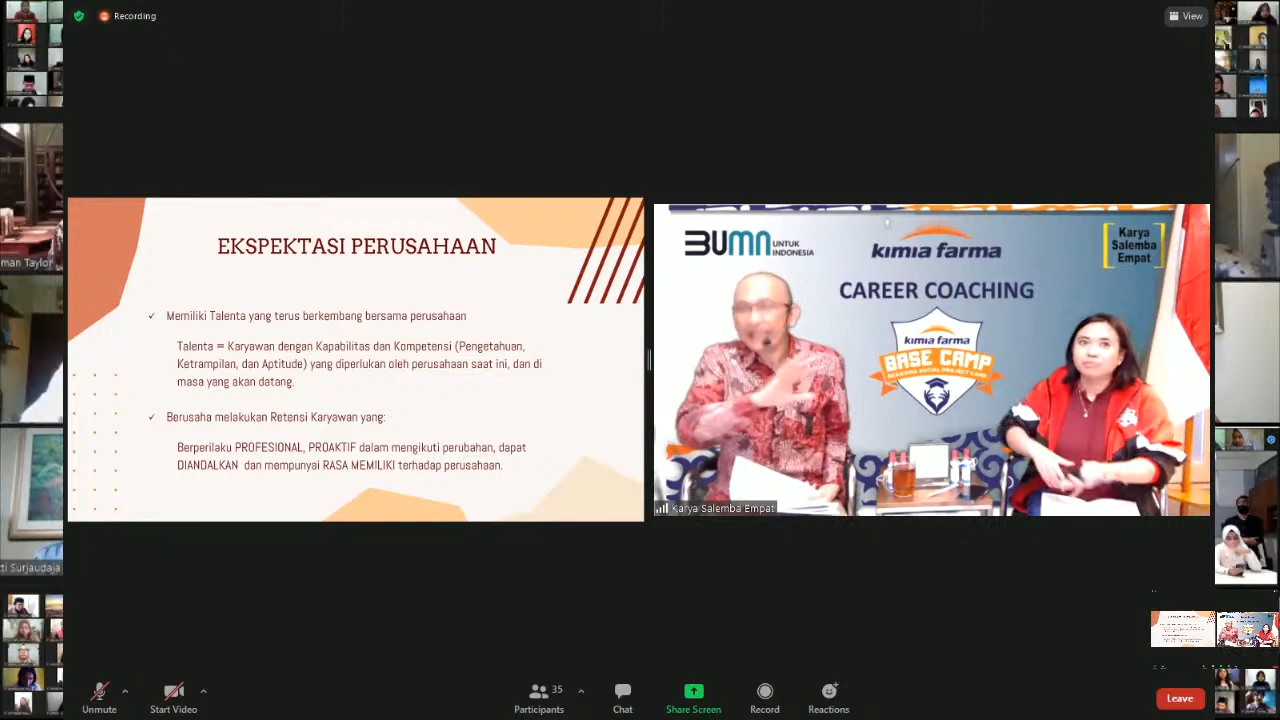 Recording
View
man Taylor
ti Surjaudaja
EKSPEKTASI PERUSAHAAN
✓ Memiliki Talenta yang terus berkembang bersama perusahaan
Talenta = Karyawan dengan Kapabilitas dan Kompetensi (Pengetahuan,
Ketrampilan, dan Aptitude) yang diperlukan oleh perusahaan saat ini, dan di
masa yang akan datang.
✓ Berusaha melakukan Retensi Karyawan yang:
Berperilaku PROFESIONAL, PROAKTIF dalam mengikuti perubahan, dapat
DIANDALKAN dan mempunyai RASA MEMILIKI terhadap perusahaan.
BUMN UNTUK
INDONESIA
kimia farma
Karya
Salemba
Empat
CAREER COACHING
kimia farma
BASE CAMP
Karya Salemba Empat
Unmute
Start Video
35
Participants
Chat
Share Screen
Record
Reactions
Leave